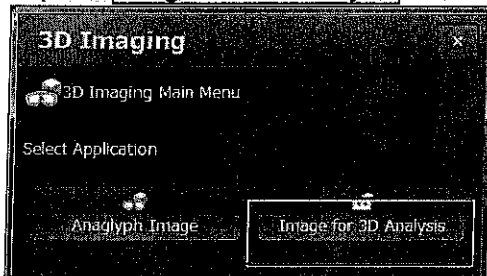 3D Imaging
3D Imaging Main Menu
Select Application
Anaglyph Image
Image for 3D Analysis